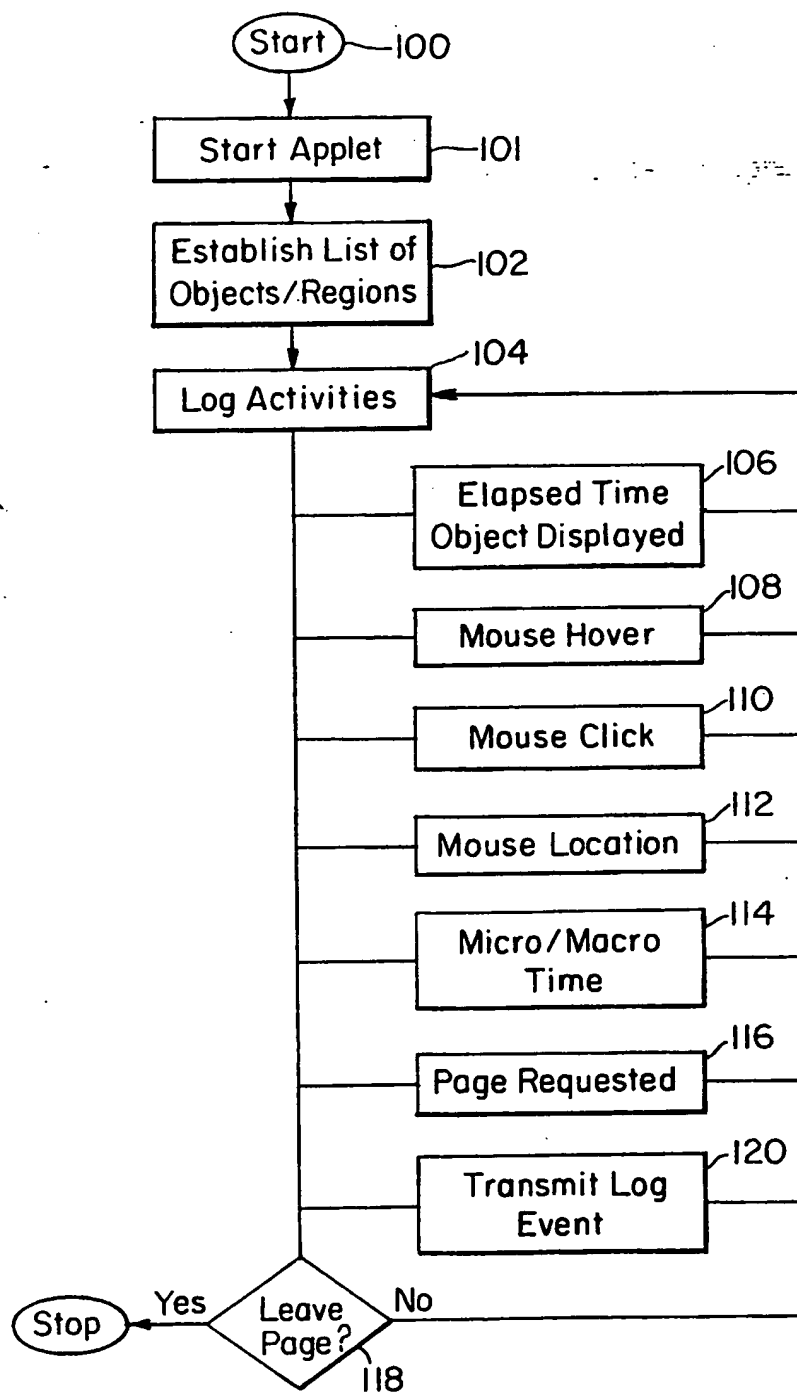 Start
100
Start Applet
101
Establish List of
Objects/Regions
102
104
Log Activities
106
Elapsed Time
Object Displayed
108
Mouse Hover
110
Mouse Click
112
Mouse Location
114
Micro/Macro
Time
116
Page Requested
120
Transmit Log
Event
Yes
No
Stop
Leave
Page?
118